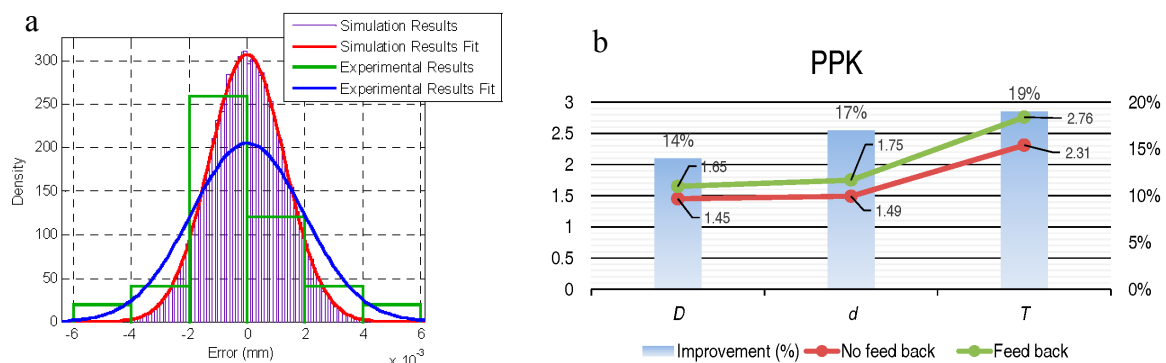 a
Simulation Results
Simulation Results Fit
Experimental Results
Experimental Results Fit
300
250
200
150
100
50
0
Density
-6
-4
-2
0
2
4
6
Error (mm)
× 10^-3
b
PPK
3
2.5
2
1.5
1
0.5
0
20%
15%
10%
5%
0%
14%
17%
19%
1.65
1.75
2.76
1.45
1.49
2.31
D
d
T
Improvement (%)
No feed back
Feed back